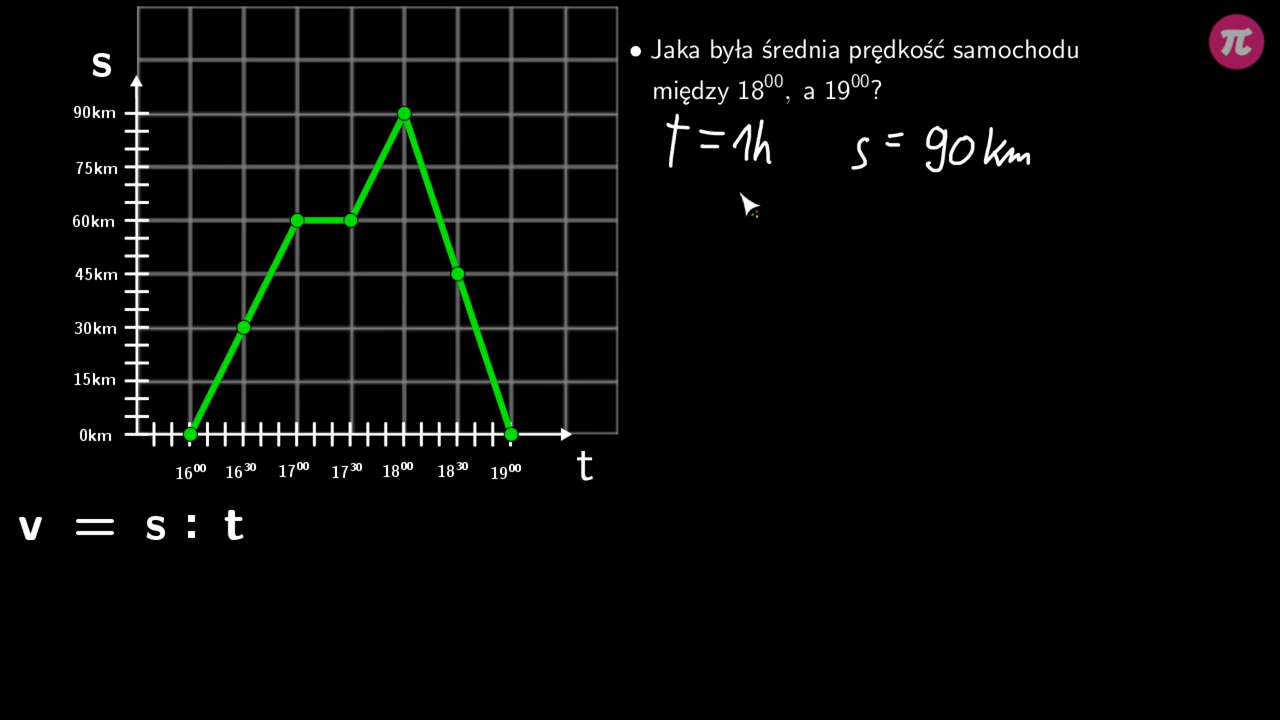 • Jaka była średnia prędkość samochodu
między 18⁰⁰, a 19⁰⁰?
t = 1h s = 90 km
s
90km
75km
60km
45km
30km
15km
0km
16⁰⁰ 16³⁰ 17⁰⁰ 17³⁰ 18⁰⁰ 18³⁰ 19⁰⁰
t
v = s : t
π